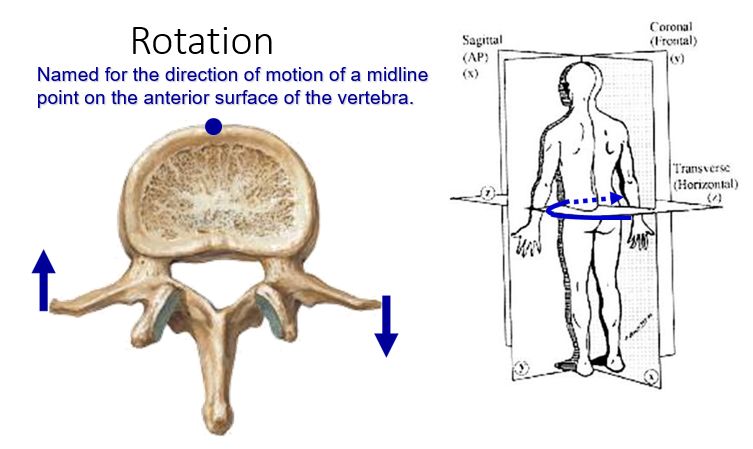 Rotation
Named for the direction of motion of a midline
point on the anterior surface of the vertebra.
Sagittal
(AP)
(x)
Coronal
(Frontal)
(y)
Transverse
(Horizontal)
(z)
z
y
x